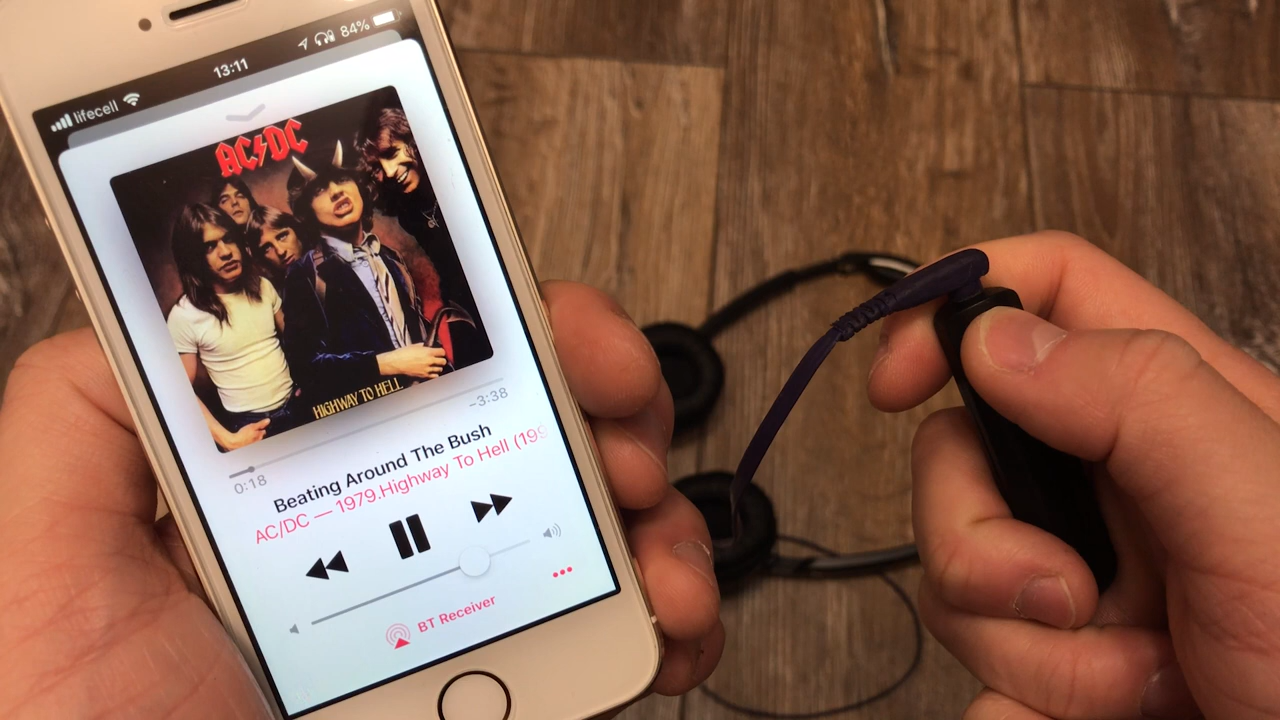 lifecell 13:11 84%
AC/DC
HIGHWAY TO HELL
0:18 -3:38
Beating Around The Bush
AC/DC — 1979.Highway To Hell (199
BT Receiver